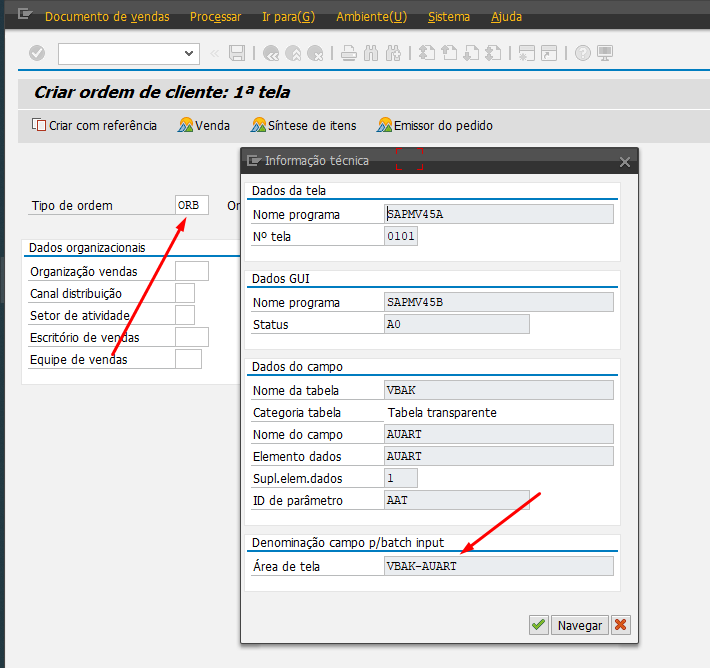 Documento de vendas Processar Ir para(G) Ambiente(U) Sistema Ajuda
Criar ordem de cliente: 1ª tela
Criar com referência Venda Síntese de itens Emissor do pedido
Informação técnica
Tipo de ordem ORB
Dados organizacionais
Organização vendas
Canal distribuição
Setor de atividade
Escritório de vendas
Equipe de vendas
Dados da tela
Nome programa SAPMV45A
Nº tela 0101
Dados GUI
Nome programa SAPMV45B
Status A0
Dados do campo
Nome da tabela VBAK
Categoria tabela Tabela transparente
Nome do campo AUART
Elemento dados AUART
Supl.elem.dados 1
ID de parâmetro AAT
Denominação campo p/batch input
Área de tela VBAK-AUART
Navegar